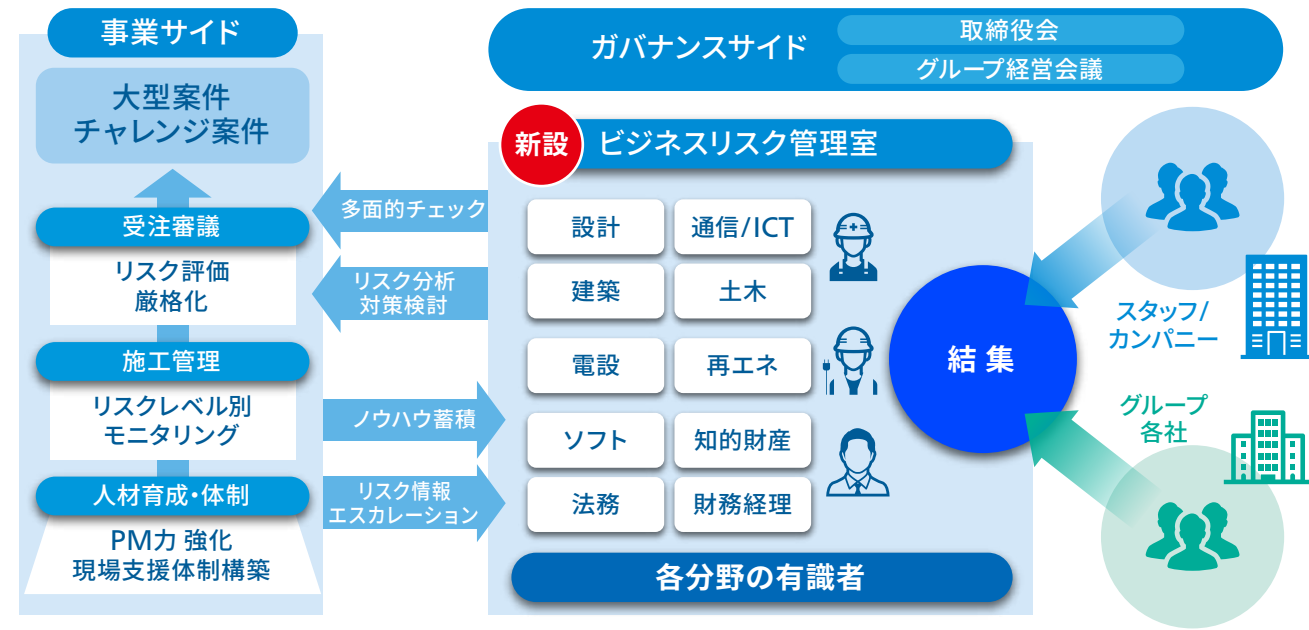 事業サイド
大型案件
チャレンジ案件
受注審議
リスク評価
厳格化
施工管理
リスクレベル別
モニタリング
人材育成・体制
PM力 強化
現場支援体制構築
多面的チェック
リスク分析
対策検討
ノウハウ蓄積
リスク情報
エスカレーション
ガバナンスサイド
取締役会
グループ経営会議
新設
ビジネスリスク管理室
設計
通信/ICT
建築
土木
電設
再エネ
ソフト
知的財産
法務
財務経理
各分野の有識者
結集
スタッフ/
カンパニー
グループ
各社